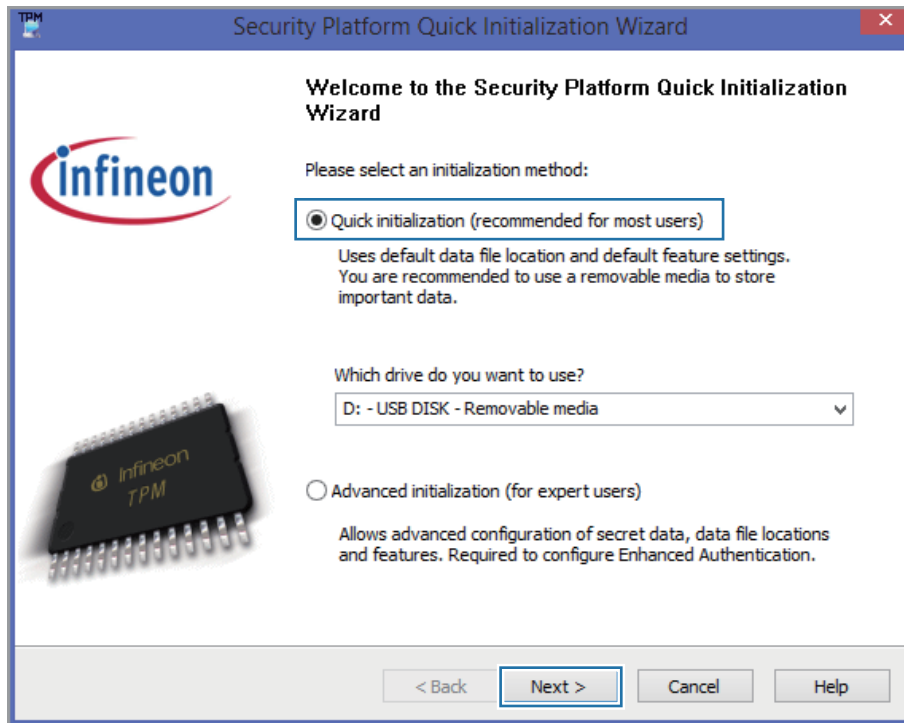 TPM
Security Platform Quick Initialization Wizard
Welcome to the Security Platform Quick Initialization
Wizard
infineon
Please select an initialization method:
Quick initialization (recommended for most users)
Uses default data file location and default feature settings.
You are recommended to use a removable media to store
important data.
Which drive do you want to use?
D: - USB DISK - Removable media
Infineon
TPM
Advanced initialization (for expert users)
Allows advanced configuration of secret data, data file locations
and features. Required to configure Enhanced Authentication.
< Back Next > Cancel Help